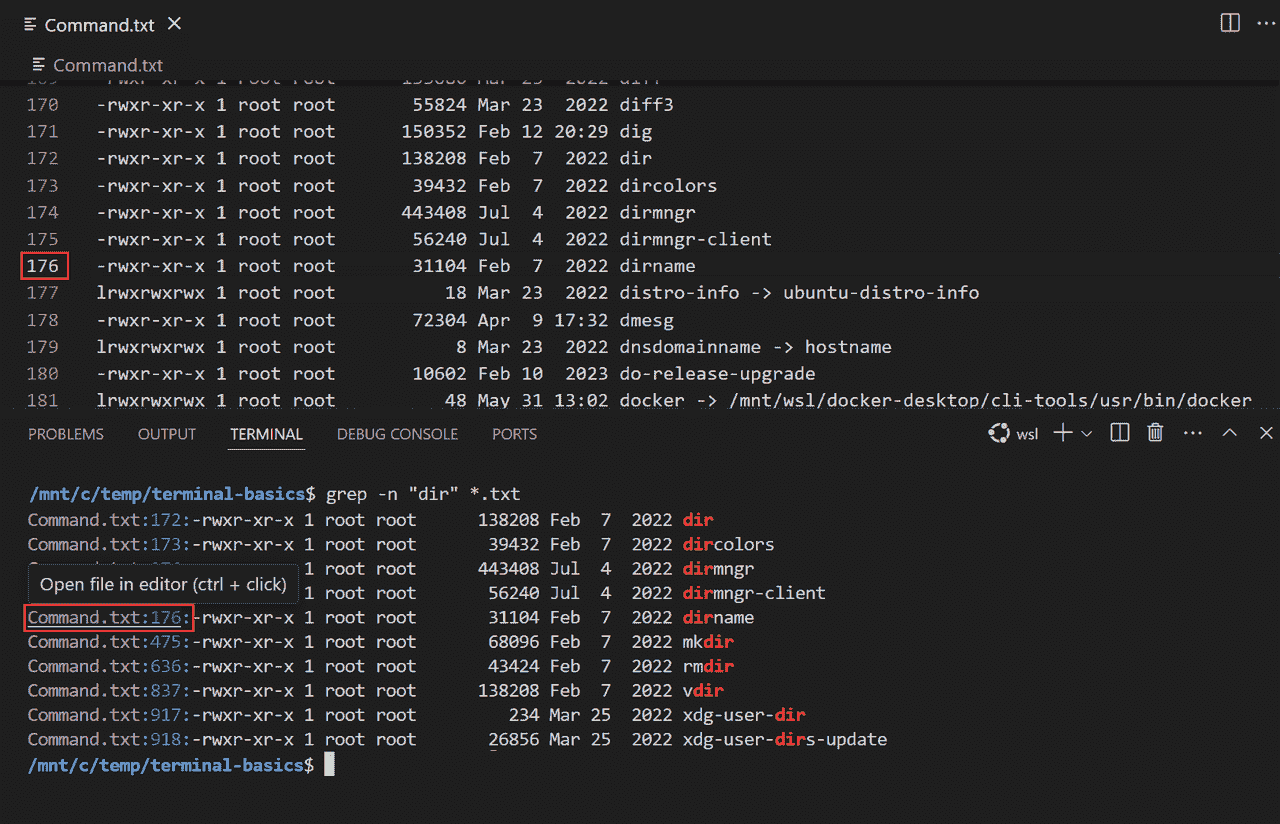 Command.txt
Command.txt
170 -rwxr-xr-x 1 root root 55824 Mar 23 2022 diff3
171 -rwxr-xr-x 1 root root 150352 Feb 12 20:29 dig
172 -rwxr-xr-x 1 root root 138208 Feb 7 2022 dir
173 -rwxr-xr-x 1 root root 39432 Feb 7 2022 dircolors
174 -rwxr-xr-x 1 root root 443408 Jul 4 2022 dirmngr
175 -rwxr-xr-x 1 root root 56240 Jul 4 2022 dirmngr-client
176 -rwxr-xr-x 1 root root 31104 Feb 7 2022 dirname
177 lrwxrwxrwx 1 root root 18 Mar 23 2022 distro-info -> ubuntu-distro-info
178 -rwxr-xr-x 1 root root 72304 Apr 9 17:32 dmesg
179 lrwxrwxrwx 1 root root 8 Mar 23 2022 dnsdomainname -> hostname
180 -rwxr-xr-x 1 root root 10602 Feb 10 2023 do-release-upgrade
181 lrwxrwxrwx 1 root root 48 May 31 13:02 docker -> /mnt/wsl/docker-desktop/cli-tools/usr/bin/docker
PROBLEMS OUTPUT TERMINAL DEBUG CONSOLE PORTS wsl
/mnt/c/temp/terminal-basics$ grep -n "dir" *.txt
Command.txt:172:-rwxr-xr-x 1 root root 138208 Feb 7 2022 dir
Command.txt:173:-rwxr-xr-x 1 root root 39432 Feb 7 2022 dircolors
1 root root 443408 Jul 4 2022 dirmngr
Open file in editor (ctrl + click)
1 root root 56240 Jul 4 2022 dirmngr-client
Command.txt:176:-rwxr-xr-x 1 root root 31104 Feb 7 2022 dirname
Command.txt:475:-rwxr-xr-x 1 root root 68096 Feb 7 2022 mkdir
Command.txt:636:-rwxr-xr-x 1 root root 43424 Feb 7 2022 rmdir
Command.txt:837:-rwxr-xr-x 1 root root 138208 Feb 7 2022 vdir
Command.txt:917:-rwxr-xr-x 1 root root 234 Mar 25 2022 xdg-user-dir
Command.txt:918:-rwxr-xr-x 1 root root 26856 Mar 25 2022 xdg-user-dirs-update
/mnt/c/temp/terminal-basics$